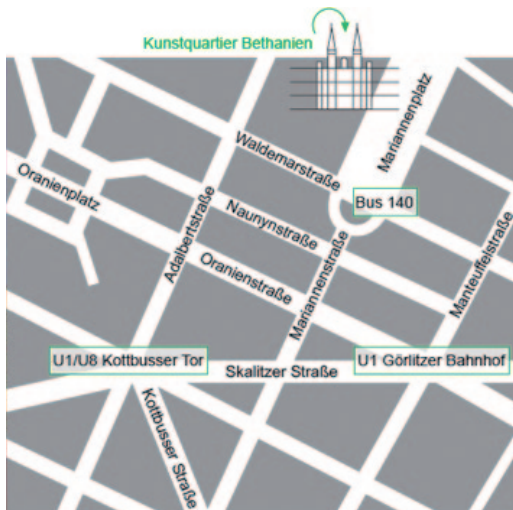 Kunstquartier Bethanien
Mariannenplatz
Waldemarstraße
Oranienplatz
Bus 140
Naunynstraße
Adalbertstraße
Oranienstraße
Mariannenstraße
Manteuffelstraße
U1/U8 Kottbusser Tor
Skalitzer Straße
U1 Görlitzer Bahnhof
Kottbusser Straße